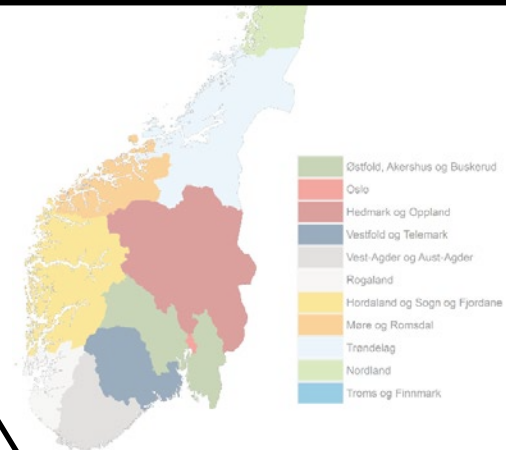 Østfold, Akershus og Buskerud
Oslo
Hedmark og Oppland
Vestfold og Telemark
Vest-Agder og Aust-Agder
Rogaland
Hordaland og Sogn og Fjordane
Møre og Romsdal
Trøndelag
Nordland
Troms og Finnmark